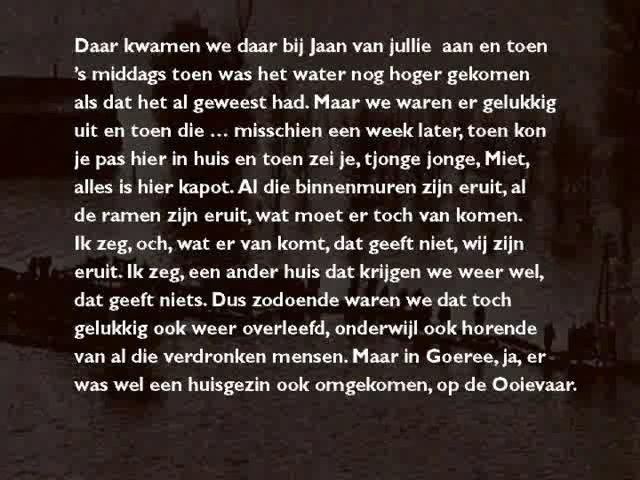 Daar kwamen we daar bij Jaan van jullie  aan en toen
’s middags toen was het water nog hoger gekomen
als dat het al geweest had. Maar we waren er gelukkig
uit en toen die … misschien een week later, toen kon
je pas hier in huis en toen zei je, tjonge jonge, Miet,
alles is hier kapot. Al die binnenmuren zijn eruit, al
de ramen zijn eruit, wat moet er toch van komen.
Ik zeg, och, wat er van komt, dat geeft niet, wij zijn
eruit. Ik zeg, een ander huis dat krijgen we weer wel,
dat geeft niets. Dus zodoende waren we dat toch
gelukkig ook weer overleefd, onderwijl ook horende
van al die verdronken mensen. Maar in Goeree, ja, er
was wel een huisgezin ook omgekomen, op de Ooievaar.